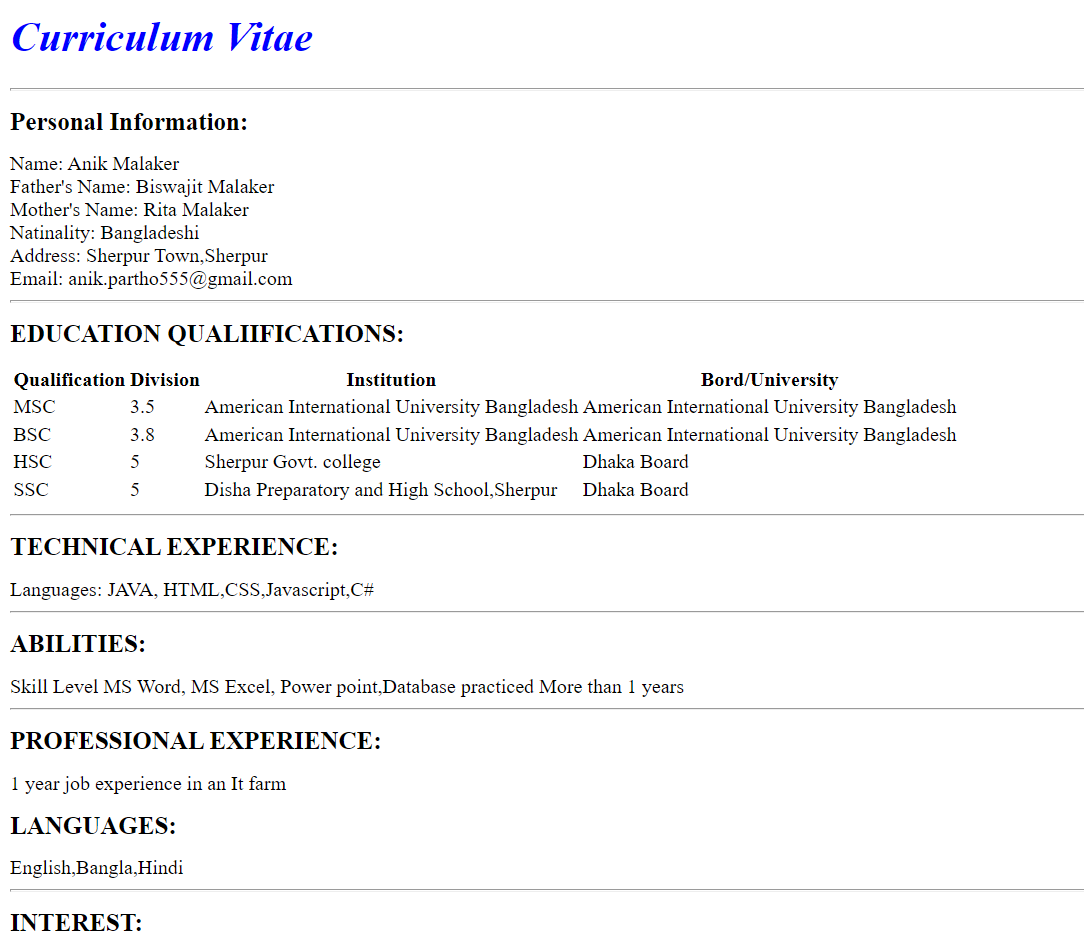 Curriculum Vitae
Personal Information:
Name: Anik Malaker
Father's Name: Biswajit Malaker
Mother's Name: Rita Malaker
Natinality: Bangladeshi
Address: Sherpur Town,Sherpur
Email: anik.partho555@gmail.com
EDUCATION QUALIIFICATIONS:
Qualification Division Institution Bord/University
MSC 3.5 American International University Bangladesh American International University Bangladesh
BSC 3.8 American International University Bangladesh American International University Bangladesh
HSC 5 Sherpur Govt. college Dhaka Board
SSC 5 Disha Preparatory and High School,Sherpur Dhaka Board
TECHNICAL EXPERIENCE:
Languages: JAVA, HTML,CSS,Javascript,C#
ABILITIES:
Skill Level MS Word, MS Excel, Power point,Database practiced More than 1 years
PROFESSIONAL EXPERIENCE:
1 year job experience in an It farm
LANGUAGES:
English,Bangla,Hindi
INTEREST: